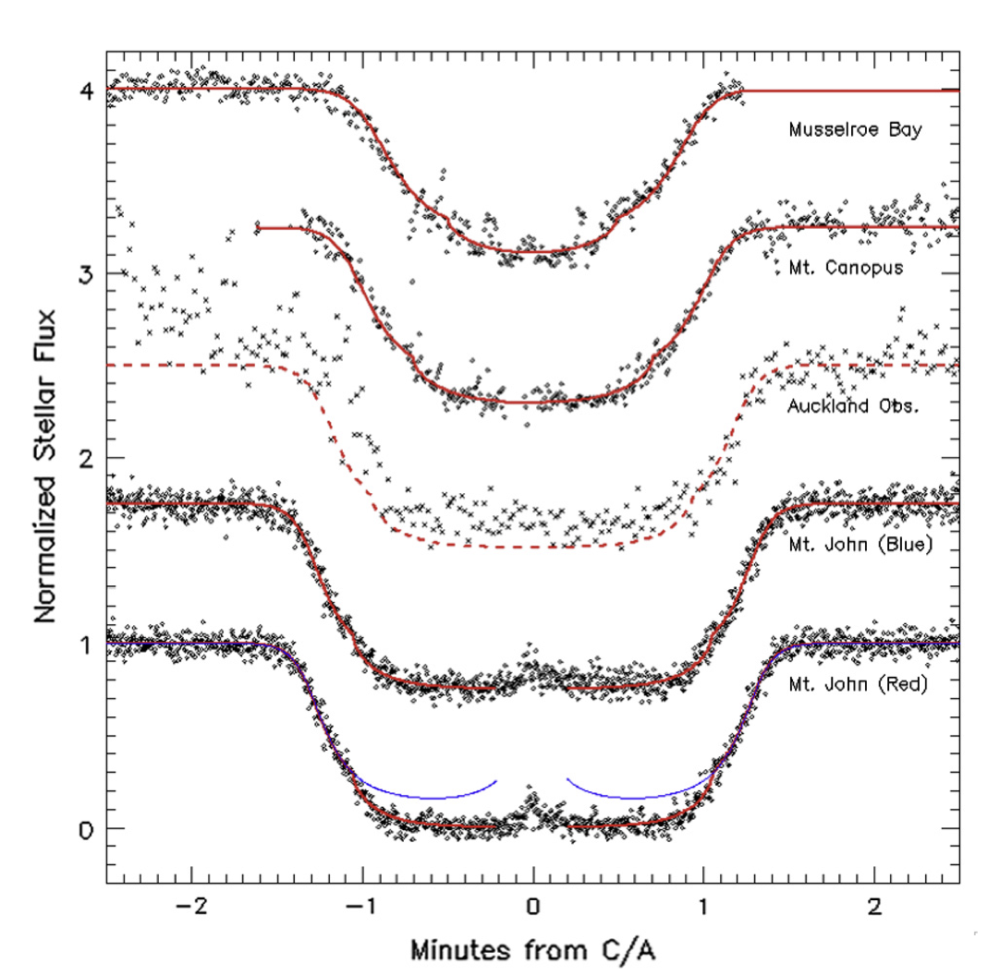 4
Musselroe Bay
3
Mt. Canopus
Auckland Obs.
2
Mt. John (Blue)
1
Mt. John (Red)
0
−2 −1 0 1 2
Minutes from C/A
Normalized Stellar Flux